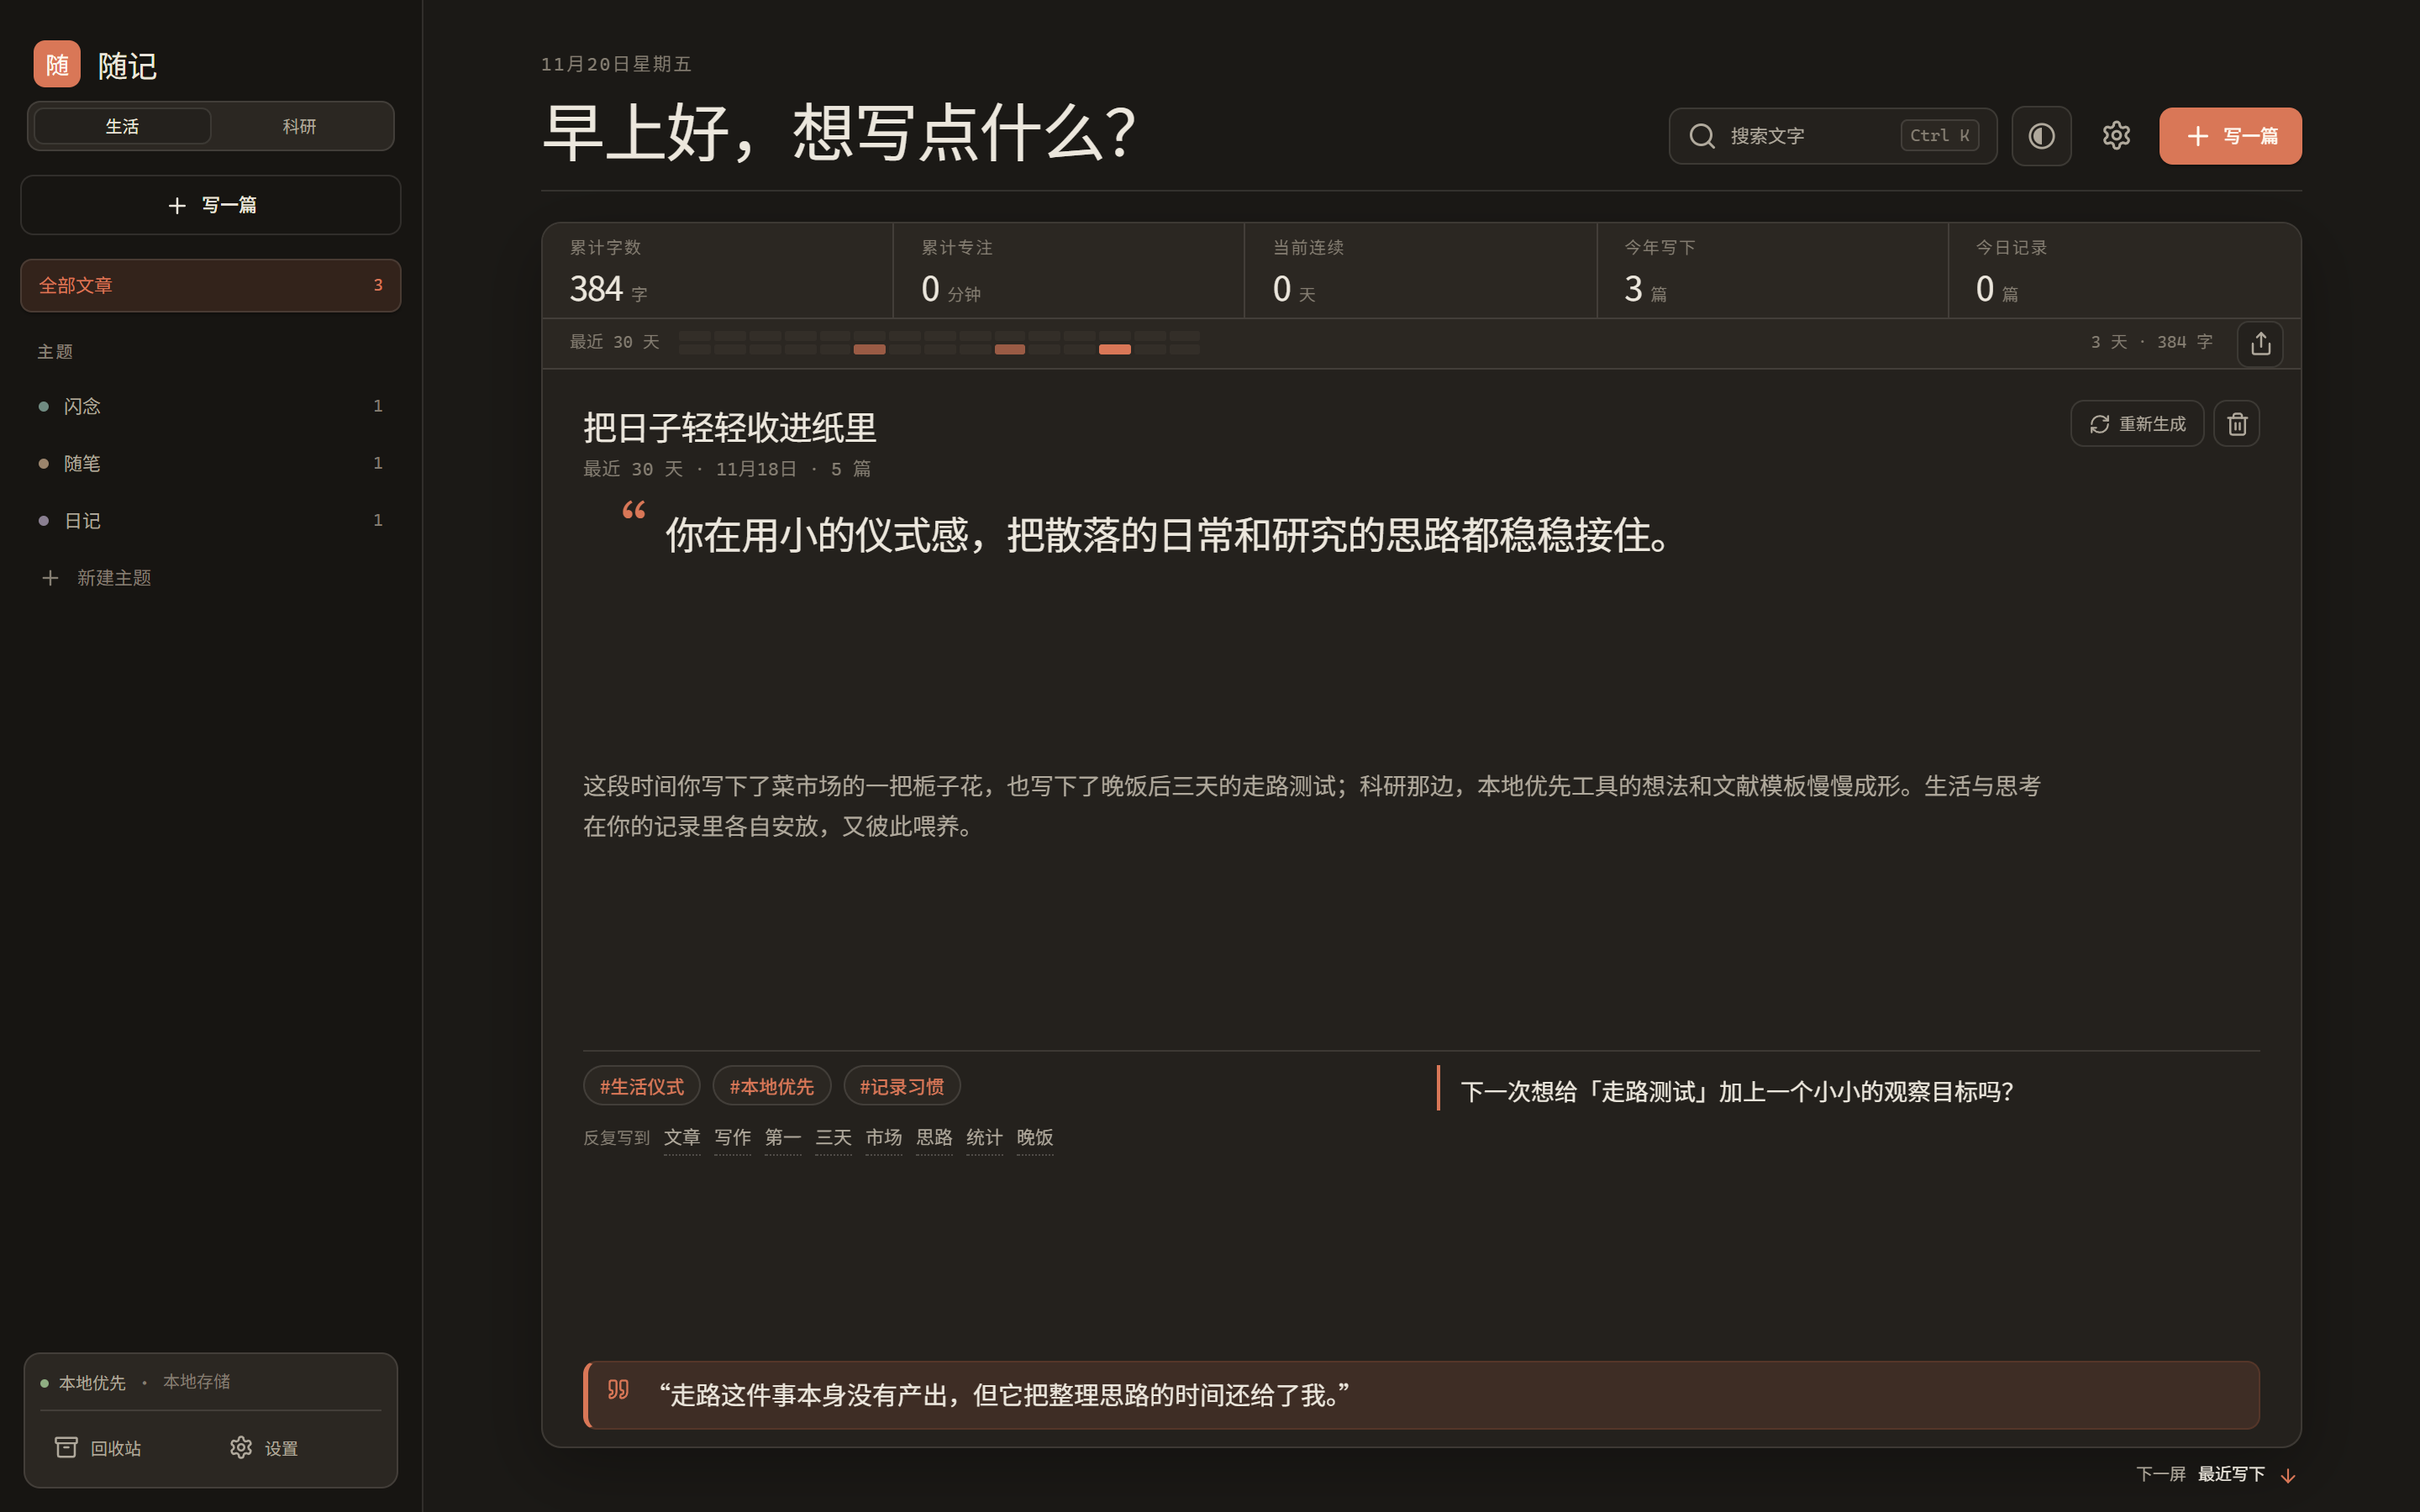 随 随记
生活 科研
写一篇
全部文章 3
主题
闪念 1
随笔 1
日记 1
新建主题
本地优先 · 本地存储
回收站 设置
11月20日星期五
早上好，想写点什么？
搜索文字 Ctrl K
写一篇
累计字数 累计专注 当前连续 今年写下 今日记录
384 字 0 分钟 0 天 3 篇 0 篇
最近 30 天 3 天 · 384 字
把日子轻轻收进纸里
重新生成
最近 30 天 · 11月18日 · 5 篇
“ 你在用小的仪式感，把散落的日常和研究的思路都稳稳接住。
这段时间你写下了菜市场的一把栀子花，也写下了晚饭后三天的走路测试；科研那边，本地优先工具的想法和文献模板慢慢成形。生活与思考
在你的记录里各自安放，又彼此喂养。
#生活仪式 #本地优先 #记录习惯
下一次想给「走路测试」加上一个小小的观察目标吗？
反复写到 文章 写作 第一 三天 市场 思路 统计 晚饭
“走路这件事本身没有产出，但它把整理思路的时间还给了我。”
下一屏 最近写下